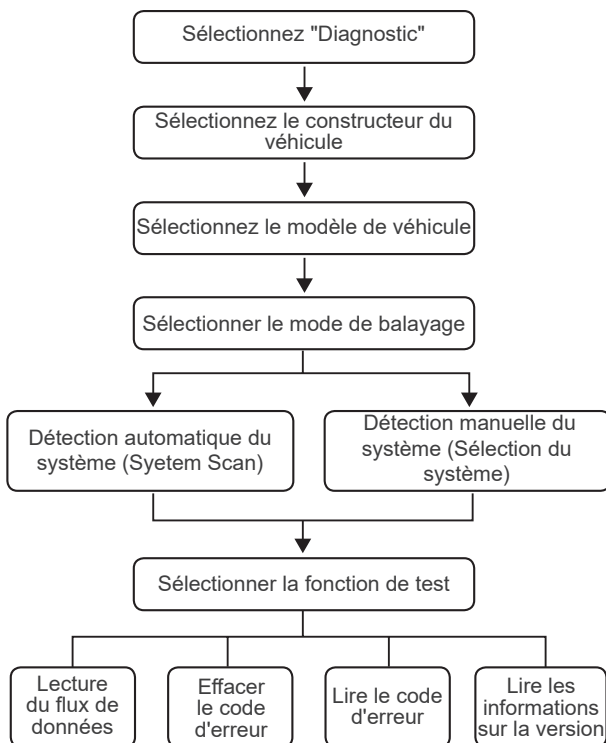 Sélectionnez "Diagnostic"
Sélectionnez le constructeur du
véhicule
Sélectionnez le modèle de véhicule
Sélectionner le mode de balayage
Détection automatique du
système (Syetem Scan)
Détection manuelle du
système (Sélection du
système)
Sélectionner la fonction de test
Lecture
du flux de
données
Effacer
le code
d'erreur
Lire le code
d'erreur
Lire les
informations
sur la version